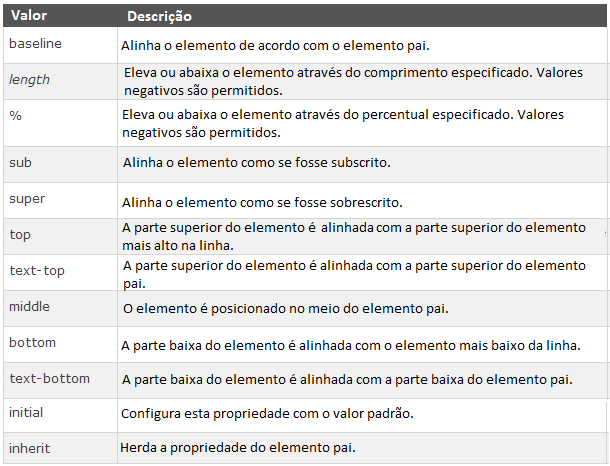 Valor Descrição
baseline Alinha o elemento de acordo com o elemento pai.
length Eleva ou abaixa o elemento através do comprimento especificado. Valores
negativos são permitidos.
% Eleva ou abaixa o elemento através do percentual especificado. Valores
negativos são permitidos.
sub Alinha o elemento como se fosse subscrito.
super Alinha o elemento como se fosse sobrescrito.
top A parte superior do elemento é alinhada com a parte superior do elemento
mais alto na linha.
text-top A parte superior do elemento é alinhada com a parte superior do elemento
pai.
middle O elemento é posicionado no meio do elemento pai.
bottom A parte baixa do elemento é alinhada com o elemento mais baixo da linha.
text-bottom A parte baixa do elemento é alinhada com a parte baixa do elemento pai.
initial Configura esta propriedade com o valor padrão.
inherit Herda a propriedade do elemento pai.